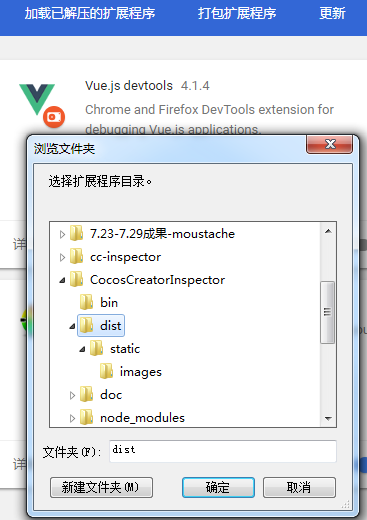 加载已解压的扩展程序 打包扩展程序 更新
Vue.js devtools 4.1.4
Chrome and Firefox DevTools extension for
debugging Vue.js applications.
浏览文件夹
选择扩展程序目录。
7.23-7.29成果-moustache
cc-inspector
CocosCreatorInspector
bin
dist
static
images
doc
node_modules
文件夹(F): dist
新建文件夹(M) 确定 取消